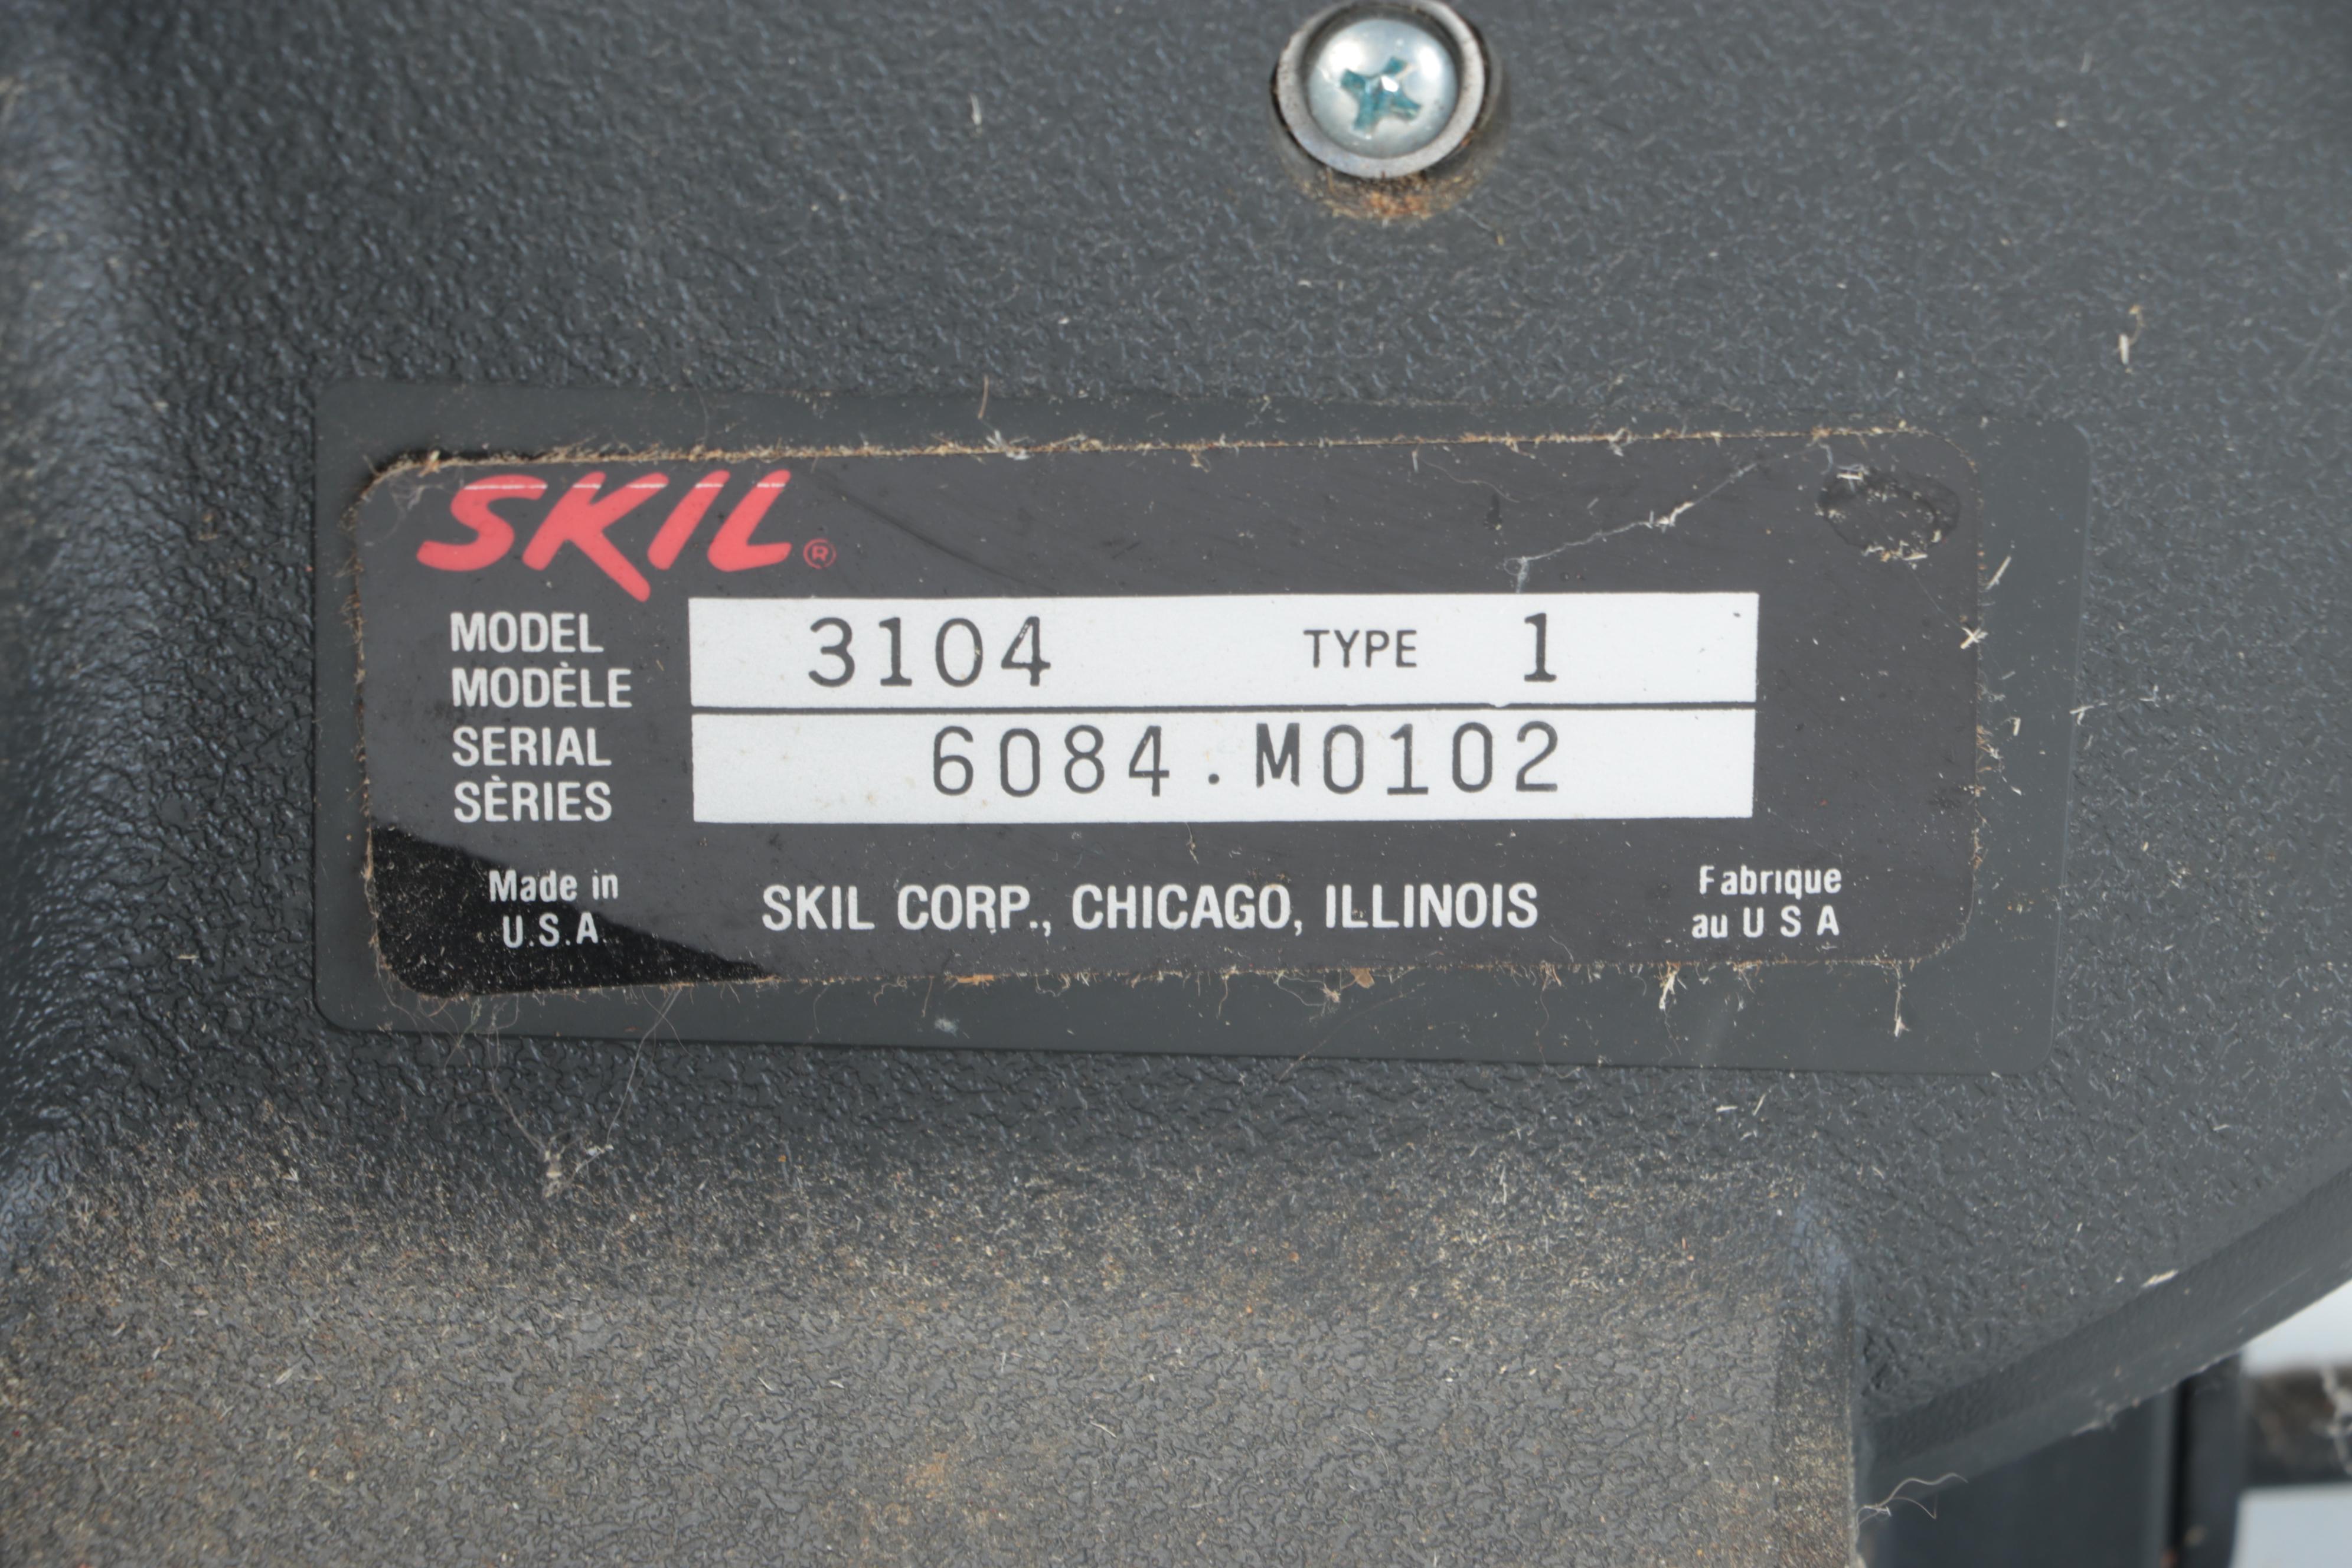 SKIL®
MODEL 3104 TYPE 1
MODÈLE
SERIAL 6084.M0102
SÈRIES
Made in
U.S.A.
SKIL CORP., CHICAGO, ILLINOIS
Fabrique
au U S A